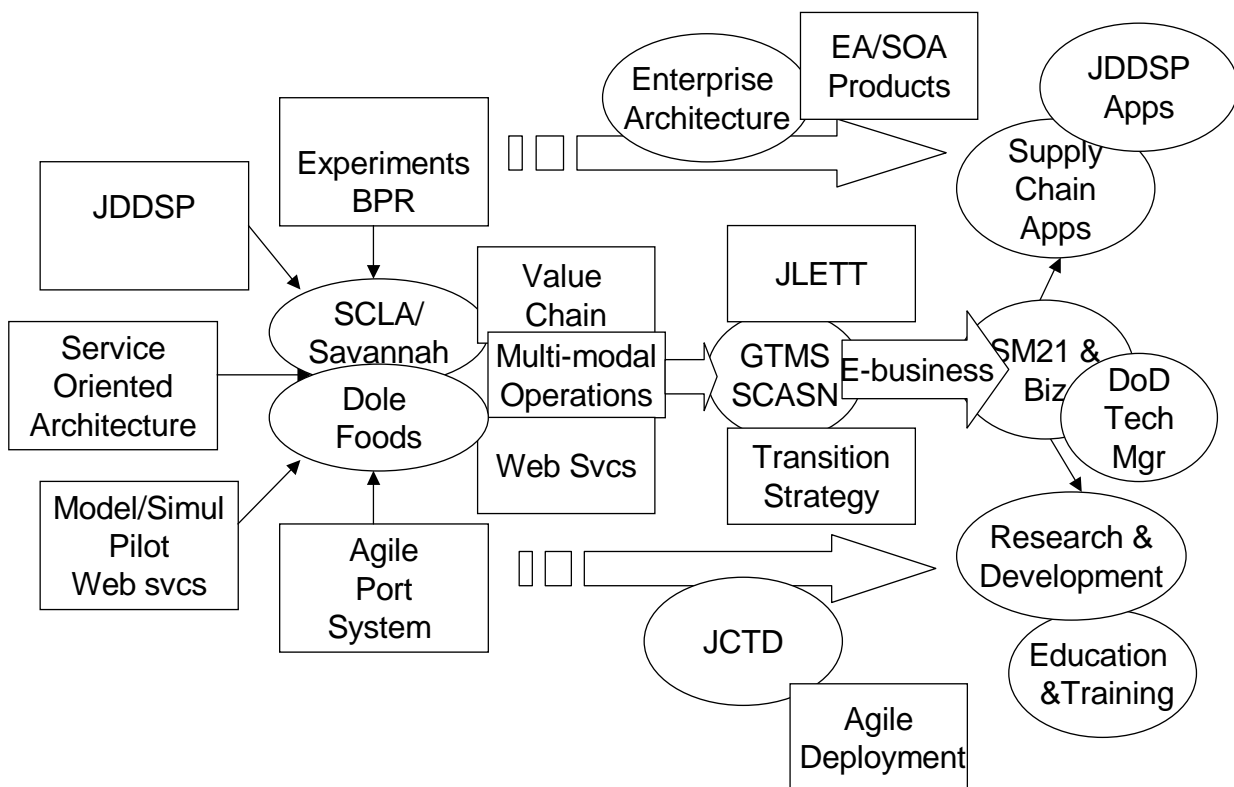 EA/SOA
Products
JDDSP
Apps
Enterprise
Architecture
Supply
Chain
Apps
Experiments
BPR
JDDSP
Value
Chain
JLETT
SCLA/
Savannah
Service
Oriented
Architecture
Multi-modal
Operations
GTMS
SCASN
E-business
SM21 &
Biz
DoD
Tech
Mgr
Dole
Foods
Web Svcs
Transition
Strategy
Model/Simul
Pilot
Web svcs
Agile
Port
System
Research &
Development
JCTD
Education
&Training
Agile
Deployment